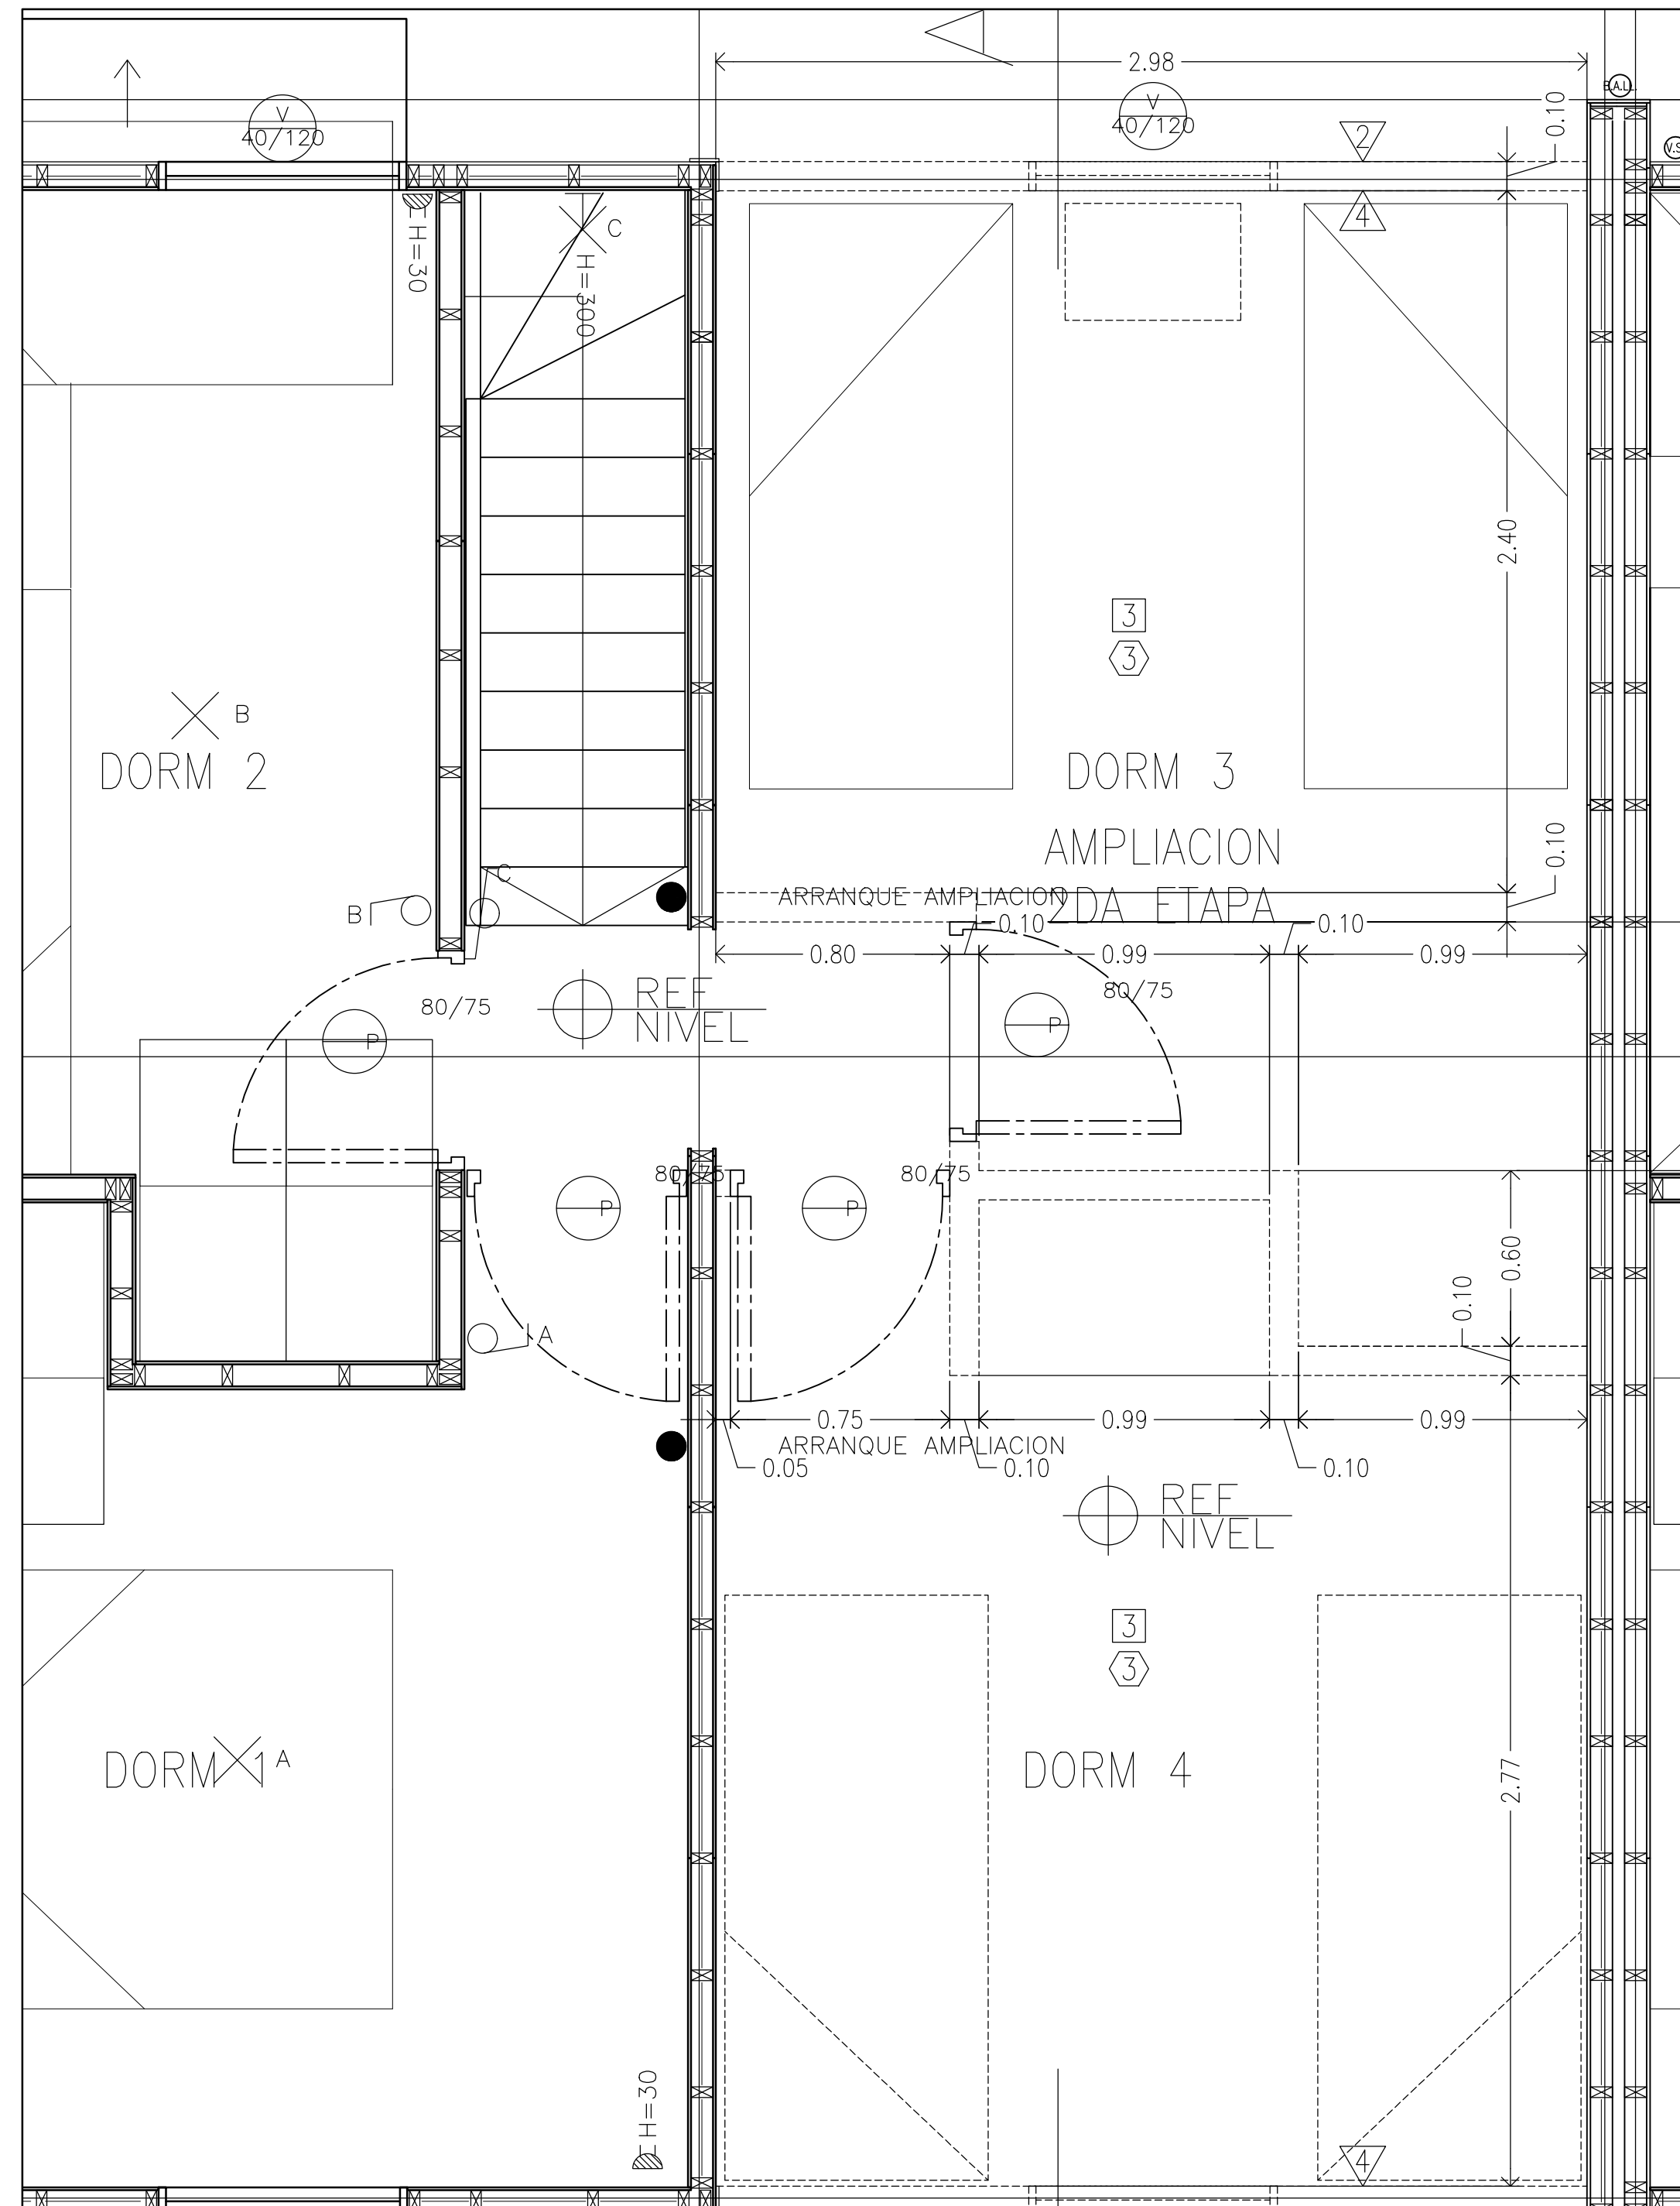 2.98
B.A.LL.
V
40/120
V
40/120
2
0.10
V.S
4
H=30
C
H=300
2.40
3
3
B
DORM 2
DORM 3
AMPLIACION
0.10
ARRANQUE AMPLIACION
2DA ETAPA
C
B
0.10
0.10
0.80
0.99
0.99
80/75
REF
NIVEL
80/75
P
P
80/75
80/75
P
P
0.60
0.10
A
0.75
0.99
0.99
ARRANQUE AMPLIACION
0.05
0.10
0.10
REF
NIVEL
3
3
DORM 1
A
DORM 4
2.77
H=30
4